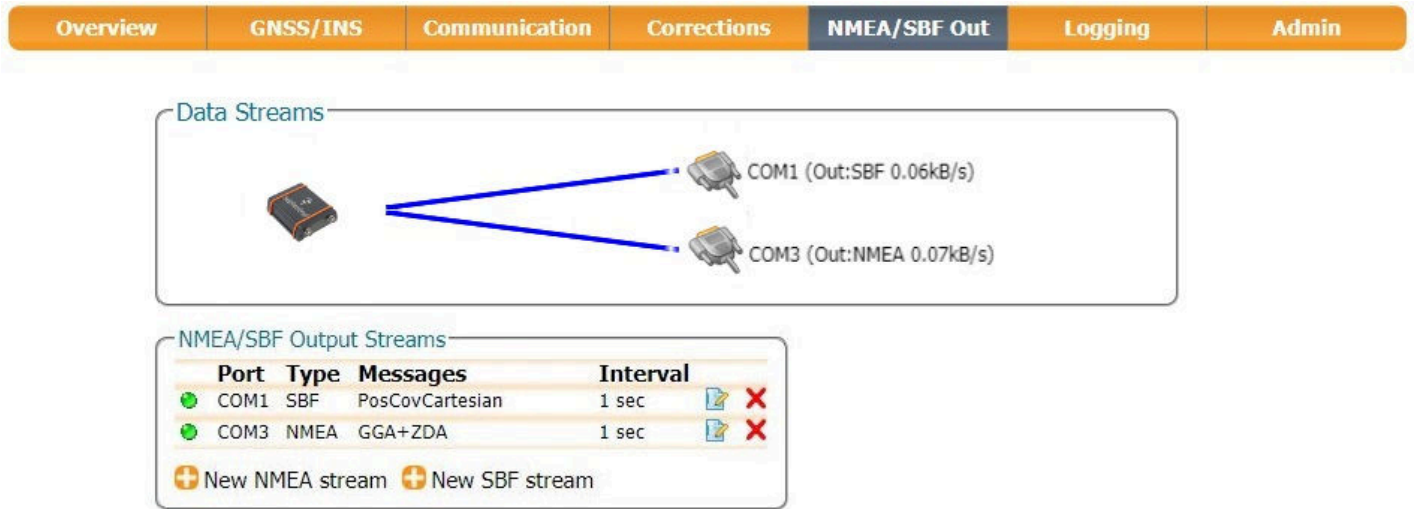 Overview GNSS/INS Communication Corrections NMEA/SBF Out Logging Admin
Data Streams
COM1 (Out:SBF 0.06kB/s)
COM3 (Out:NMEA 0.07kB/s)
NMEA/SBF Output Streams
Port Type Messages Interval
COM1 SBF PosCovCartesian 1 sec
COM3 NMEA GGA+ZDA 1 sec
New NMEA stream New SBF stream